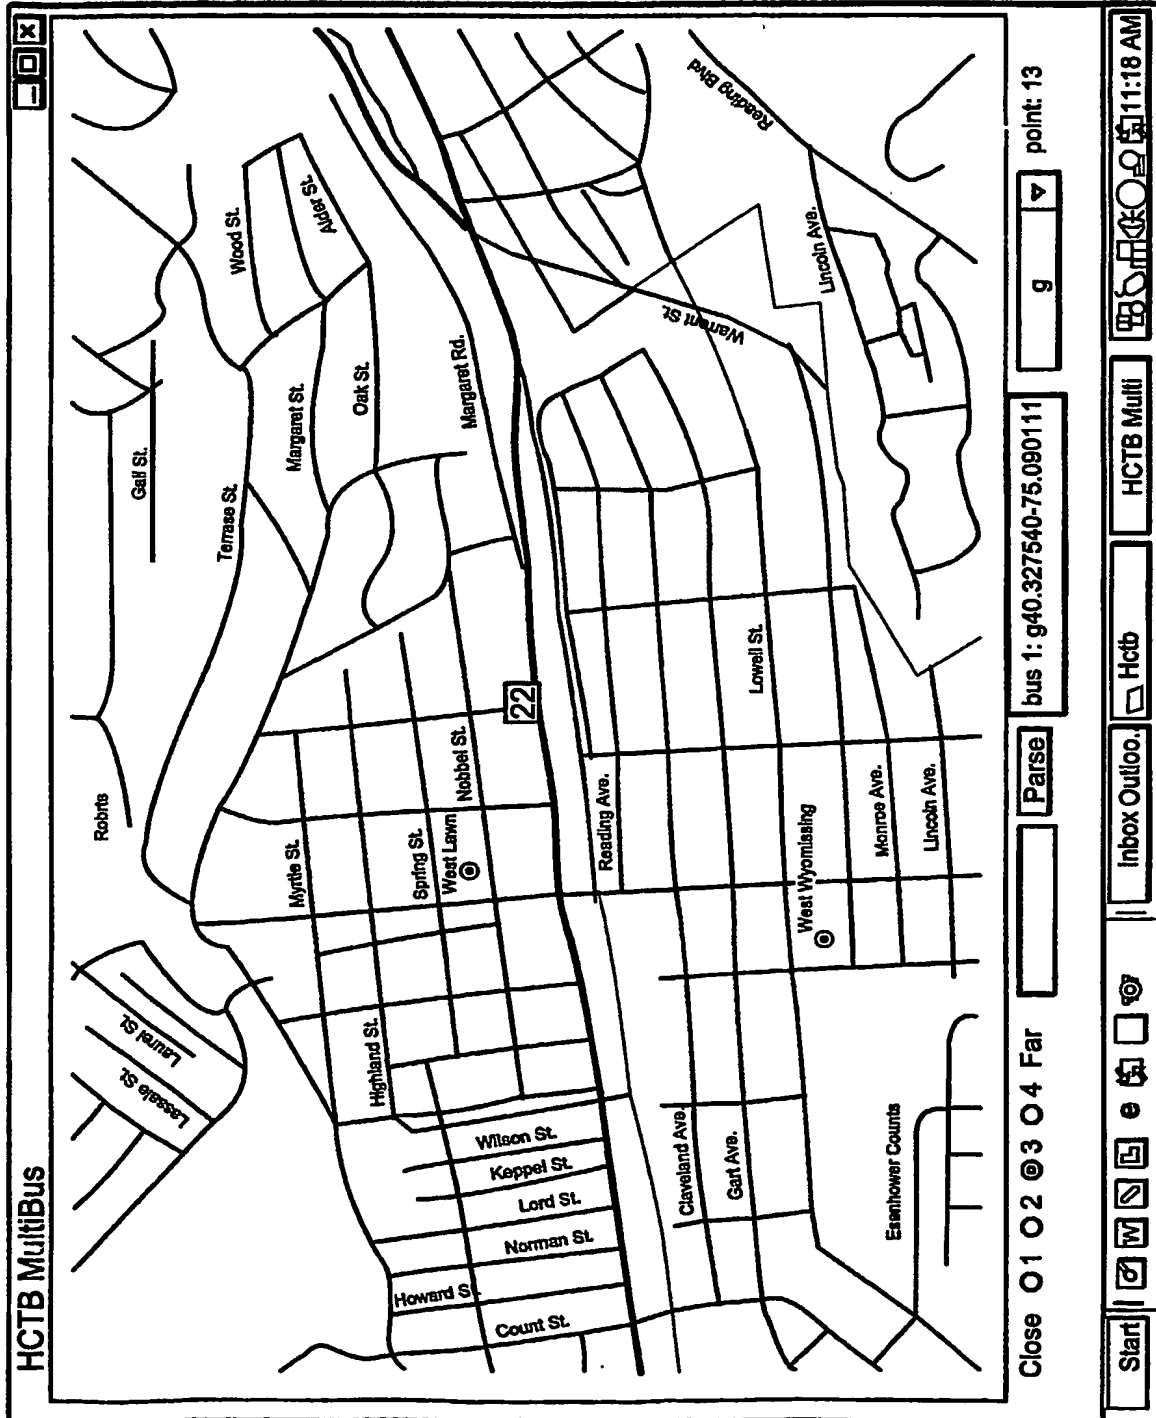 HCTB MultiBus
Robrts
Gall St.
Terrase St.
Wood St.
Alder St.
Margaret St.
Oak St.
Margaret Rd.
Laurel St.
Lassale St.
Myrtle St.
Highland St.
Spring St.
West Lawn
Nobbel St.
22
Wilson St.
Keppel St.
Lord St.
Norman St.
Howard S
Count St.
Reading Ave.
Reading Blvd
Warrant St.
Lincoln Ave.
Lowell St.
Claveland Ave.
Gart Ave.
West Wyomissing
Monroe Ave.
Lincoln Ave.
Esenhower Counts
Close 1 2 3 4 Far Parse bus 1: g40.327540-75.090111 g point: 13
Start W e Inbox Outloo.. Hctb HCTB Multi 11:18 AM